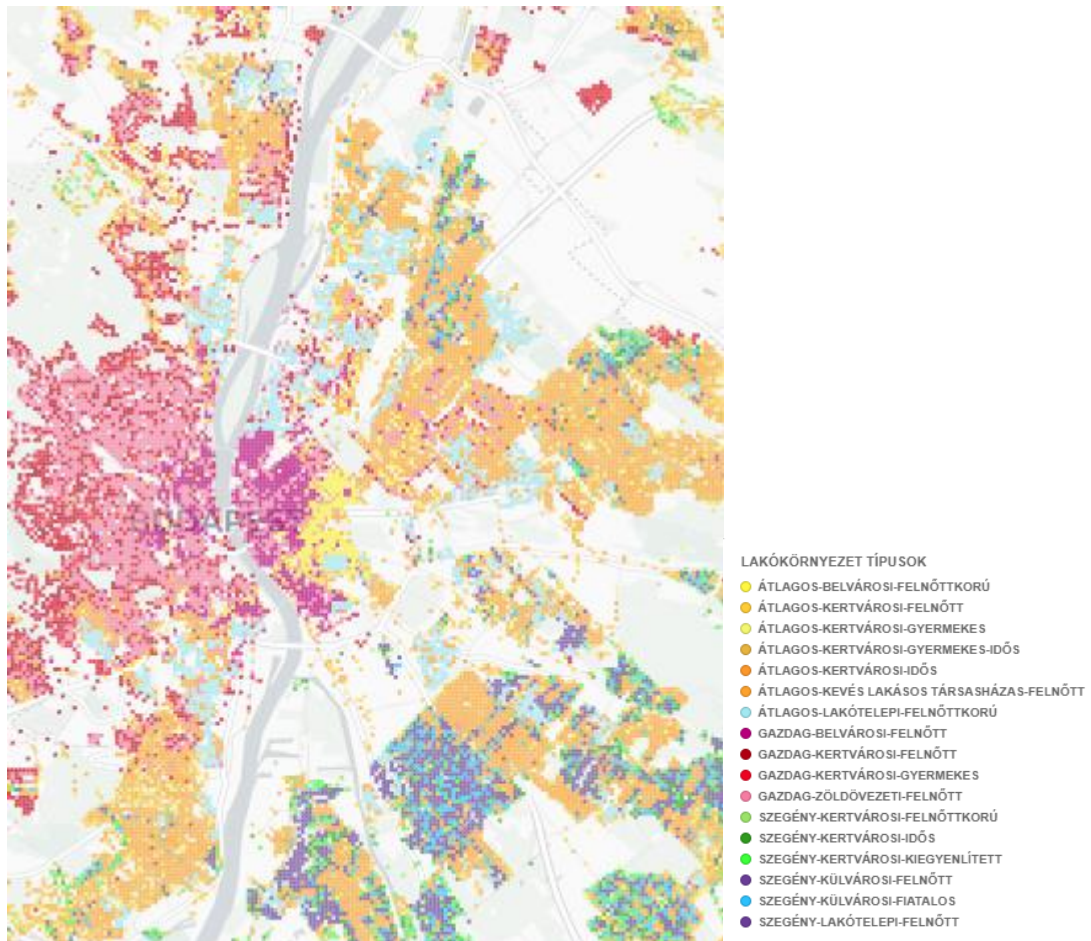 BUDAPEST
LAKÓKÖRNYEZET TÍPUSOK
ÁTLAGOS-BELVÁROSI-FELNŐTTKORÚ
ÁTLAGOS-KERTVÁROSI-FELNŐTT
ÁTLAGOS-KERTVÁROSI-GYERMEKES
ÁTLAGOS-KERTVÁROSI-GYERMEKES-IDŐS
ÁTLAGOS-KERTVÁROSI-IDŐS
ÁTLAGOS-KEVÉS LAKÁSOS TÁRSASHÁZAS-FELNŐTT
ÁTLAGOS-LAKÓTELEPI-FELNŐTTKORÚ
GAZDAG-BELVÁROSI-FELNŐTT
GAZDAG-KERTVÁROSI-FELNŐTT
GAZDAG-KERTVÁROSI-GYERMEKES
GAZDAG-ZÖLDÖVEZETI-FELNŐTT
SZEGÉNY-KERTVÁROSI-FELNŐTTKORÚ
SZEGÉNY-KERTVÁROSI-IDŐS
SZEGÉNY-KERTVÁROSI-KIEGYENLÍTETT
SZEGÉNY-KÜLVÁROSI-FELNŐTT
SZEGÉNY-KÜLVÁROSI-FIATALOS
SZEGÉNY-LAKÓTELEPI-FELNŐTT